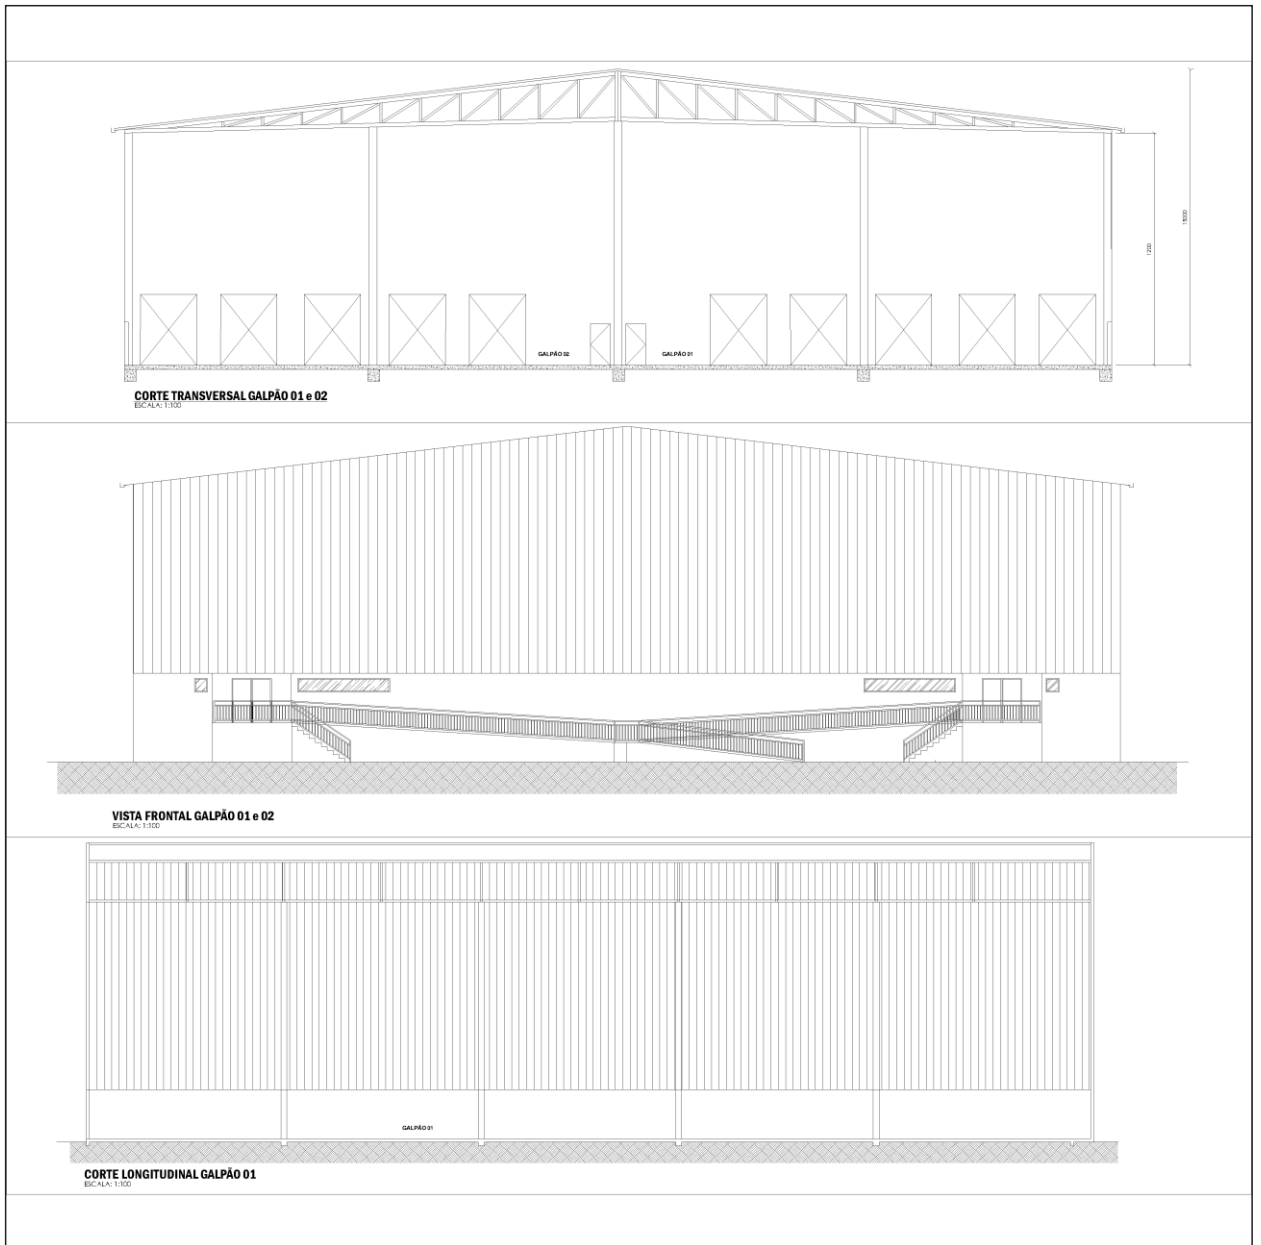 15000
1200
GALPÃO 02
GALPÃO 01
CORTE TRANSVERSAL GALPÃO 01 e 02
ESCALA: 1:100
VISTA FRONTAL GALPÃO 01 e 02
ESCALA: 1:100
GALPÃO 01
CORTE LONGITUDINAL GALPÃO 01
ESCALA: 1:100